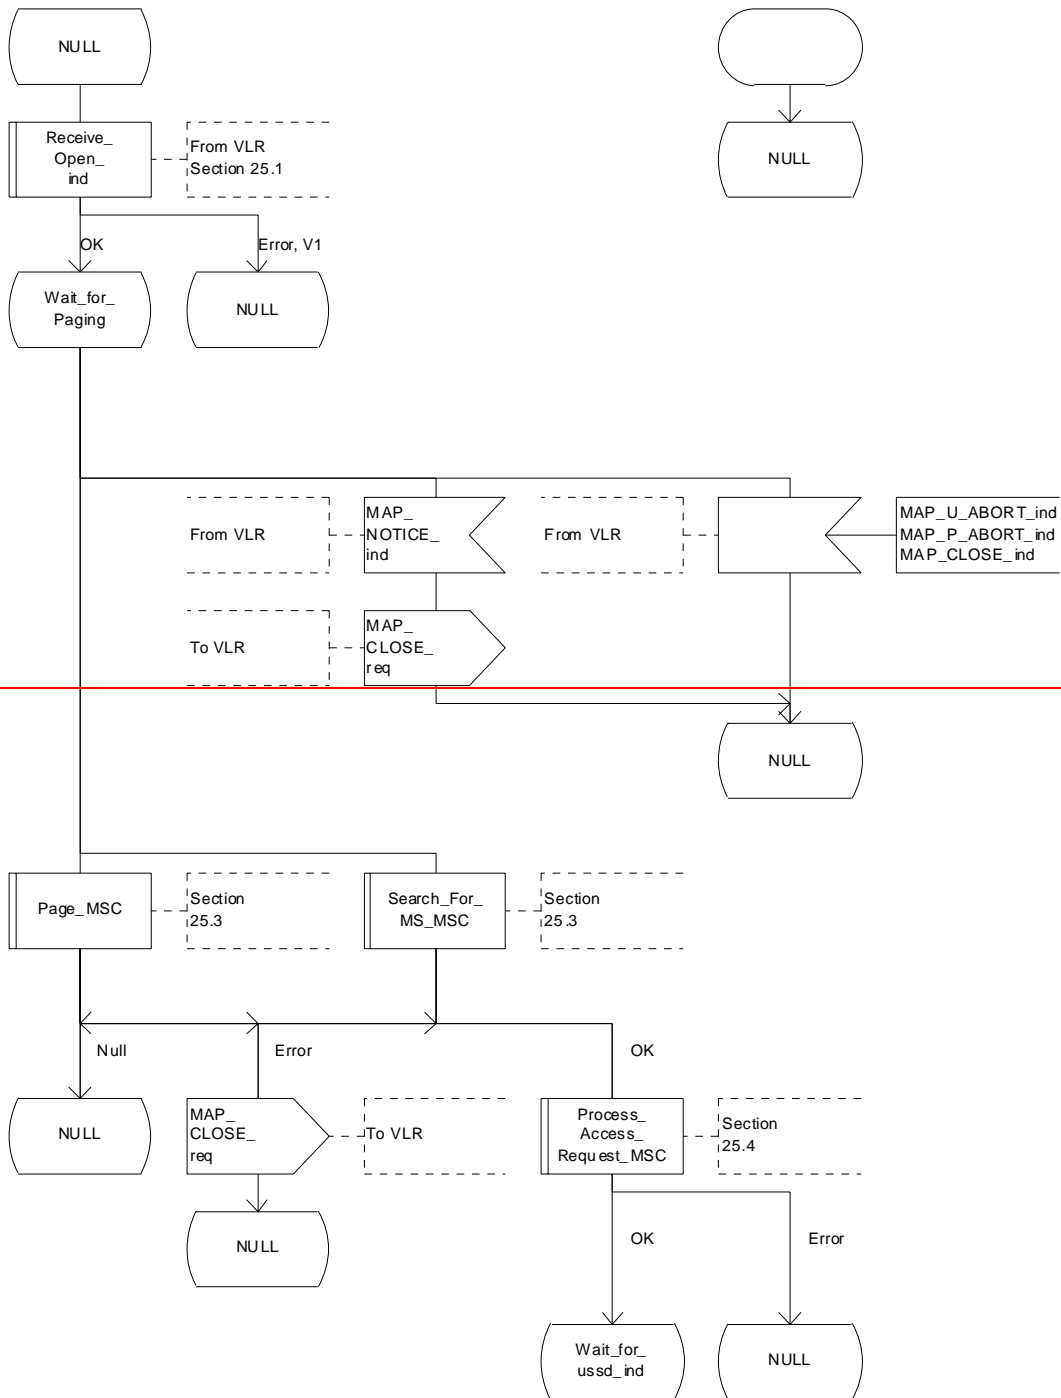 NULL
Receive_
Open_
ind
From VLR
Section 25.1
NULL
OK
Error, V1
Wait_for_
Paging
NULL
From VLR
MAP_
NOTICE_
ind
From VLR
MAP_U_ABORT_ind
MAP_P_ABORT_ind
MAP_CLOSE_ind
To VLR
MAP_
CLOSE_
req
NULL
Page_MSC
Section
25.3
Search_For_
MS_MSC
Section
25.3
Null
Error
OK
NULL
MAP_
CLOSE_
req
To VLR
Process_
Access_
Request_MSC
Section
25.4
NULL
OK
Error
Wait_for_
ussd_ind
NULL